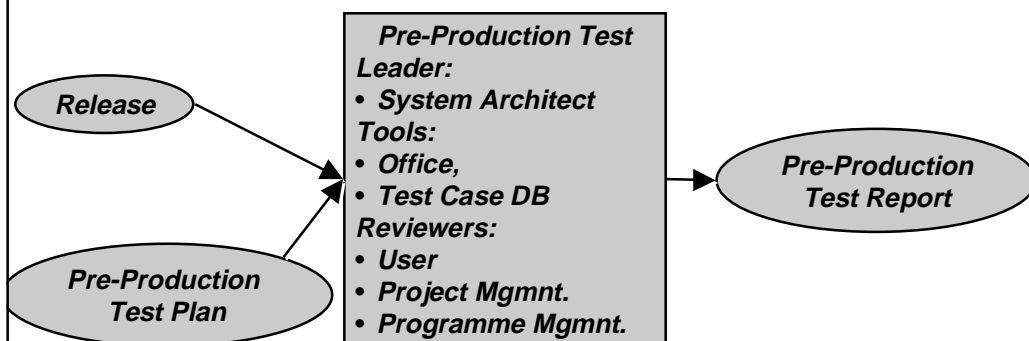 Release
Pre-Production
Test Plan
Pre-Production Test
Leader:
• System Architect
Tools:
• Office,
• Test Case DB
Reviewers:
• User
• Project Mgmnt.
• Programme Mgmnt.
Pre-Production
Test Report